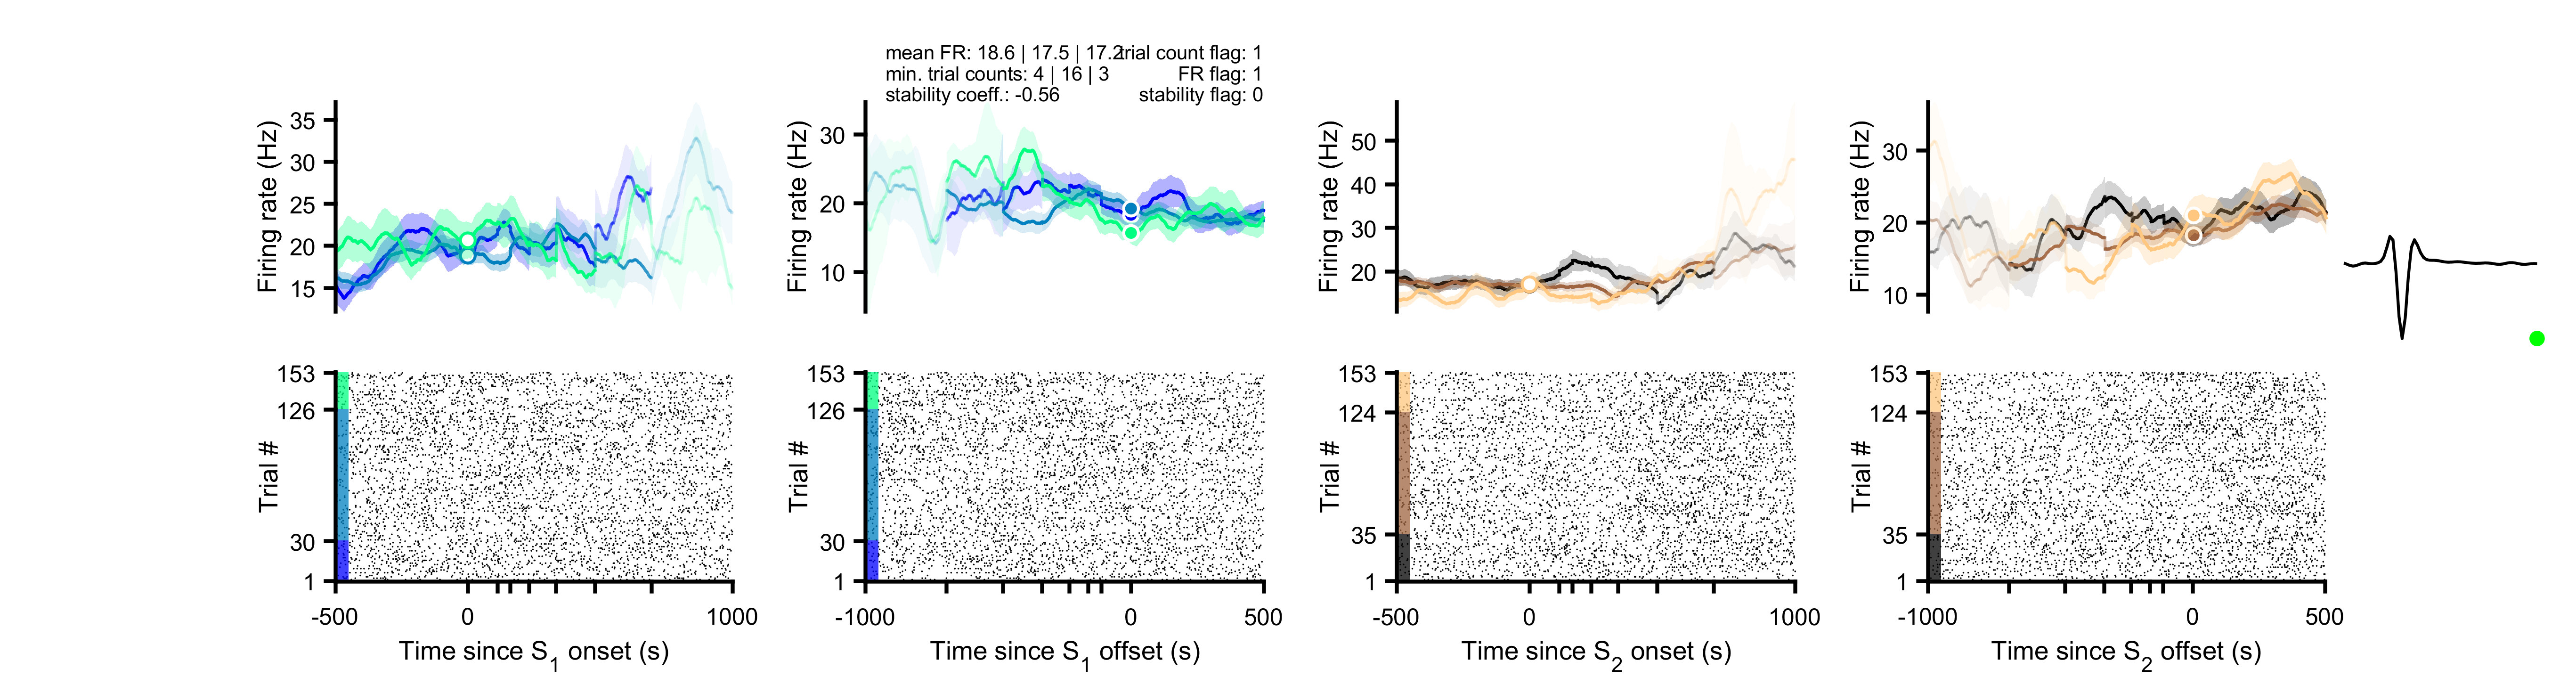 mean FR: 18.6 | 17.5 | 17.2
trial count flag: 1
min. trial counts: 4 | 16 | 3
FR flag: 1
stability coeff.: -0.56
stability flag: 0
Firing rate (Hz)
35
30
25
20
15
Firing rate (Hz)
30
20
10
Firing rate (Hz)
50
40
30
20
Firing rate (Hz)
30
20
10
Trial #
153
126
30
1
-500
0
1000
Time since S1 onset (s)
Trial #
153
126
30
1
-1000
0
500
Time since S1 offset (s)
Trial #
153
124
35
1
-500
0
1000
Time since S2 onset (s)
Trial #
153
124
35
1
-1000
0
500
Time since S2 offset (s)